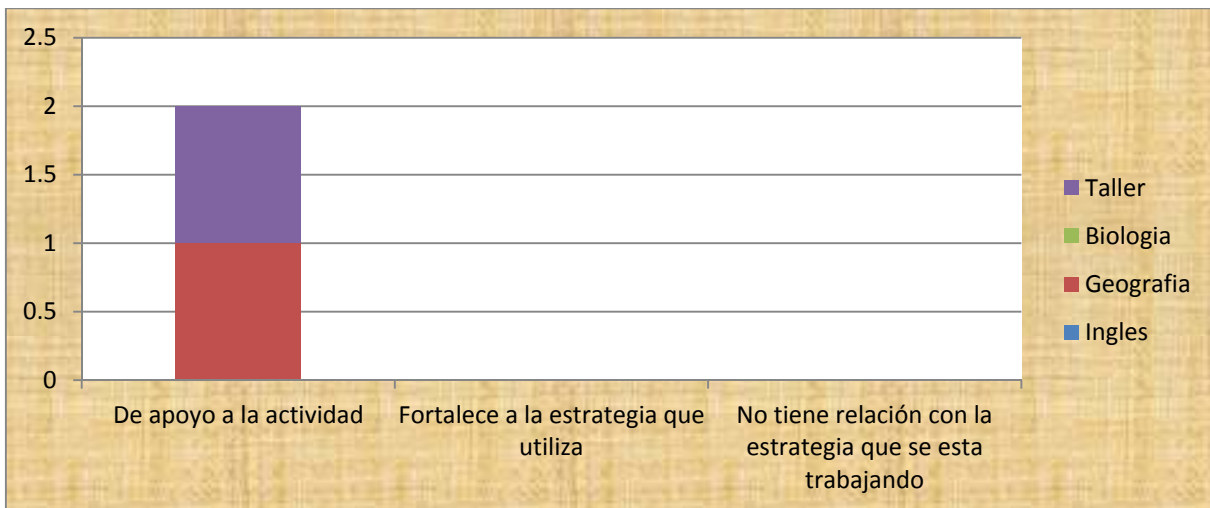 2.5
2
1.5
1
0.5
0
De apoyo a la actividad
Fortalece a la estrategia que
utiliza
No tiene relación con la
estrategia que se esta
trabajando
Taller
Biologia
Geografia
Ingles